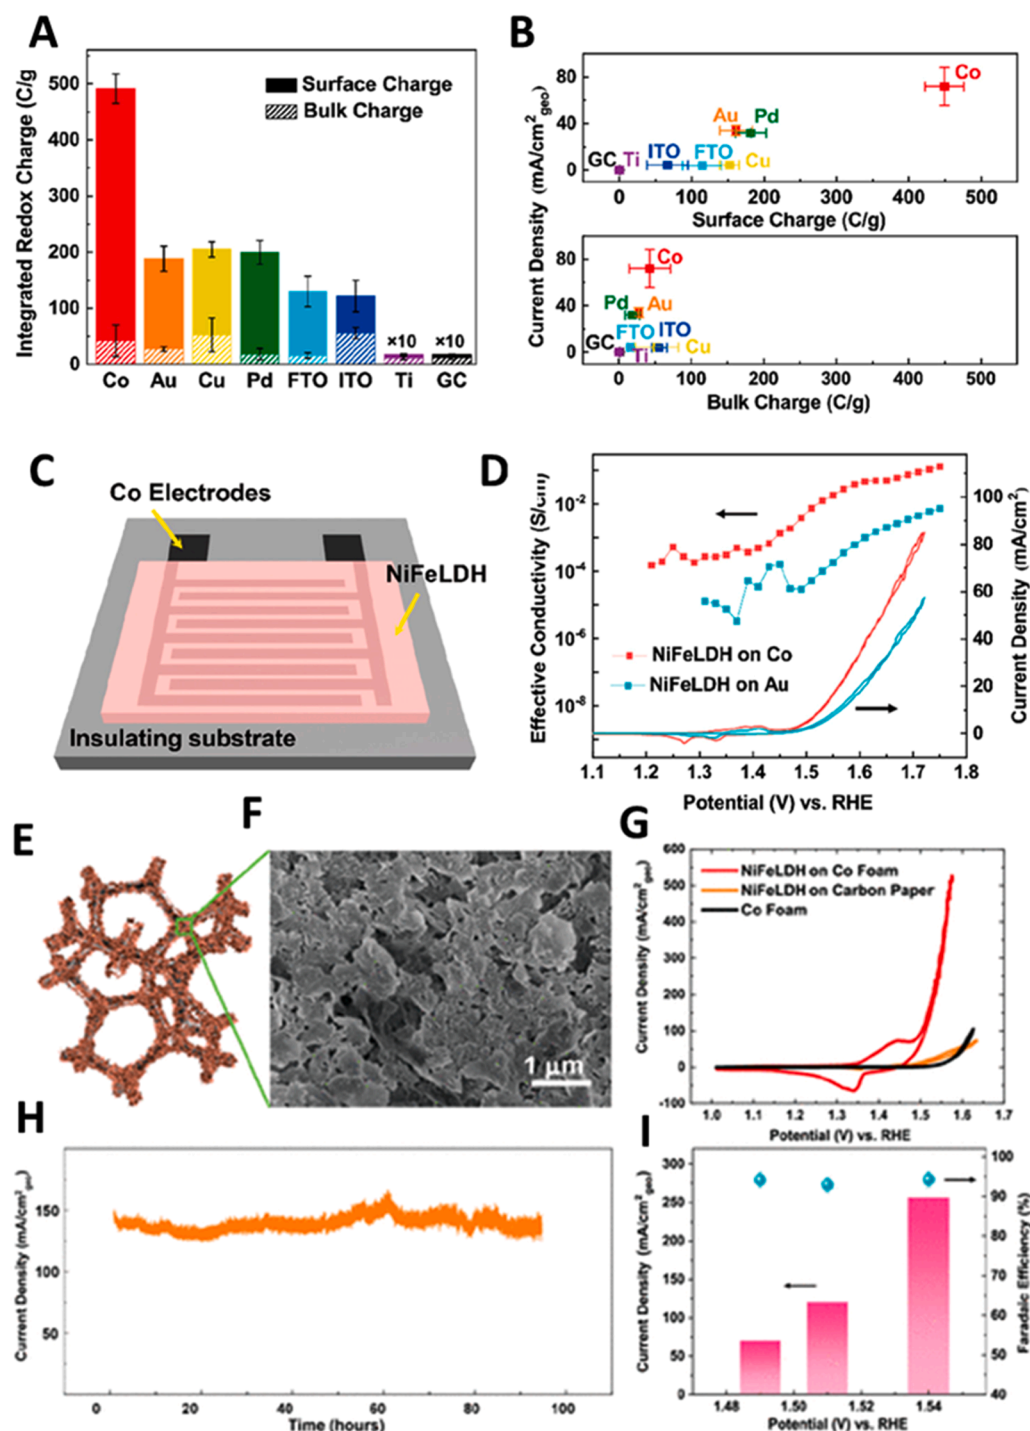 A
Integrated Redox Charge (C/g)
500
400
300
200
100
0
Surface Charge
Bulk Charge
×10
×10
Co
Au
Cu
Pd
FTO
ITO
Ti
GC
B
Current Density (mA/cm²geo)
80
40
0
Co
Au
Pd
GC
Ti
ITO
FTO
Cu
0
100
200
300
400
500
Surface Charge (C/g)
80
40
0
Co
Pd
Au
FTO
ITO
GC
Ti
Cu
0
100
200
300
400
500
Bulk Charge (C/g)
C
Co Electrodes
NiFeLDH
Insulating substrate
D
Effective Conductivity (S/cm)
10⁻²
10⁻⁴
10⁻⁶
10⁻⁸
NiFeLDH on Co
NiFeLDH on Au
100
80
60
40
20
0
Current Density (mA/cm²)
1.1
1.2
1.3
1.4
1.5
1.6
1.7
1.8
Potential (V) vs. RHE
E
F
1 μm
G
Current Density (mA/cm²geo)
600
500
400
300
200
100
0
-100
NiFeLDH on Co Foam
NiFeLDH on Carbon Paper
Co Foam
1.0
1.1
1.2
1.3
1.4
1.5
1.6
1.7
Potential (V) vs. RHE
H
Current Density (mA/cm²geo)
150
100
50
0
20
40
60
80
100
Time (hours)
I
Current Density (mA/cm²geo)
300
250
200
150
100
50
0
100
90
80
70
60
50
40
Faradaic Efficiency (%)
1.48
1.50
1.52
1.54
Potential (V) vs. RHE